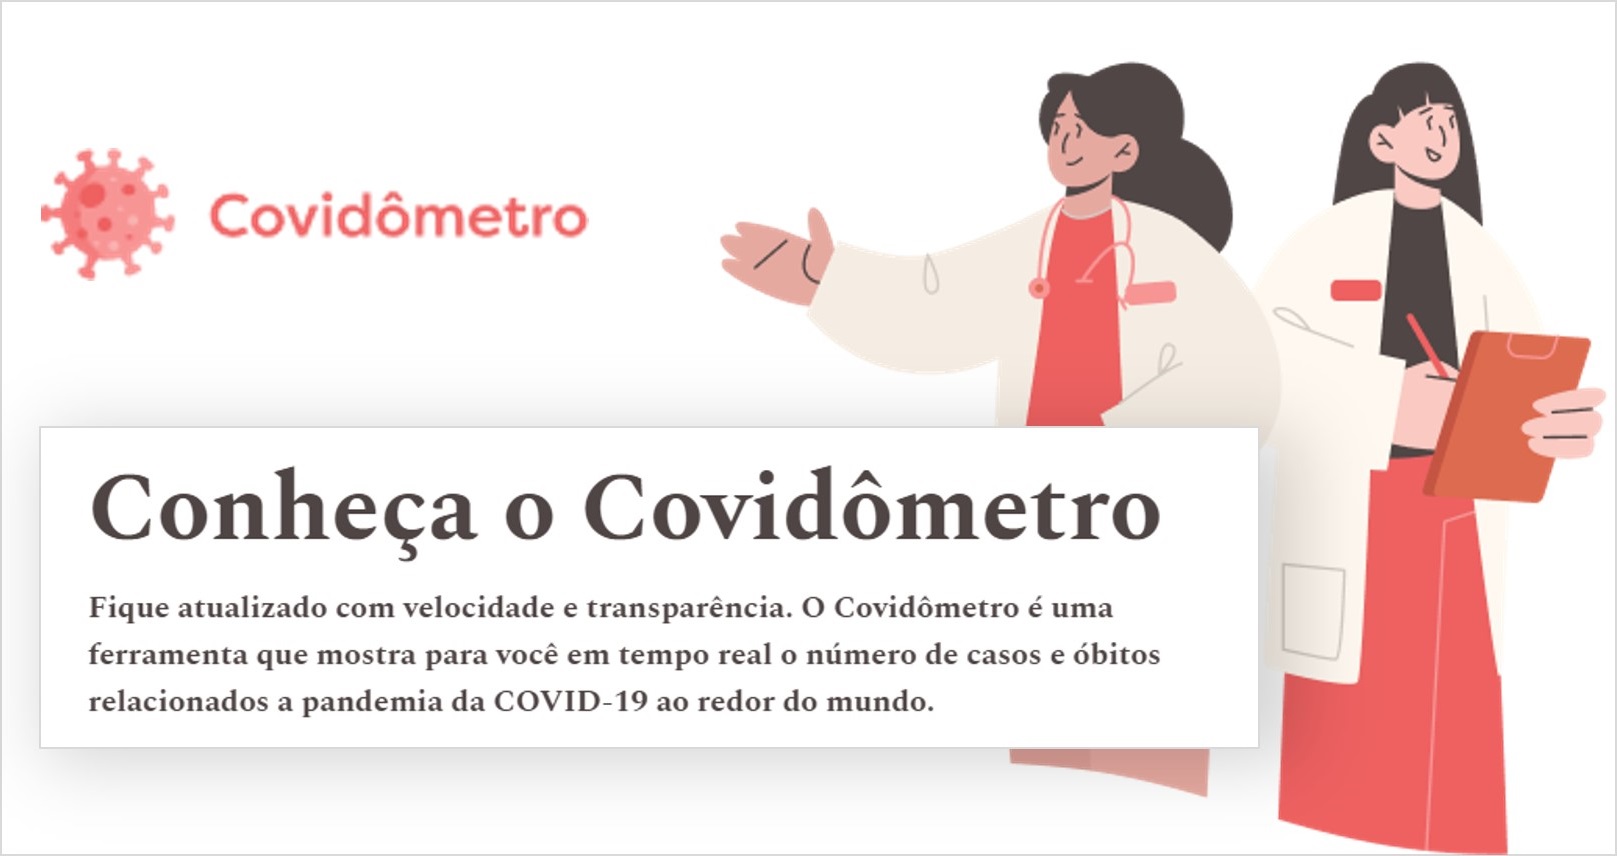 Covidômetro
Conheça o Covidômetro
Fique atualizado com velocidade e transparência. O Covidômetro é uma
ferramenta que mostra para você em tempo real o número de casos e óbitos
relacionados a pandemia da COVID-19 ao redor do mundo.